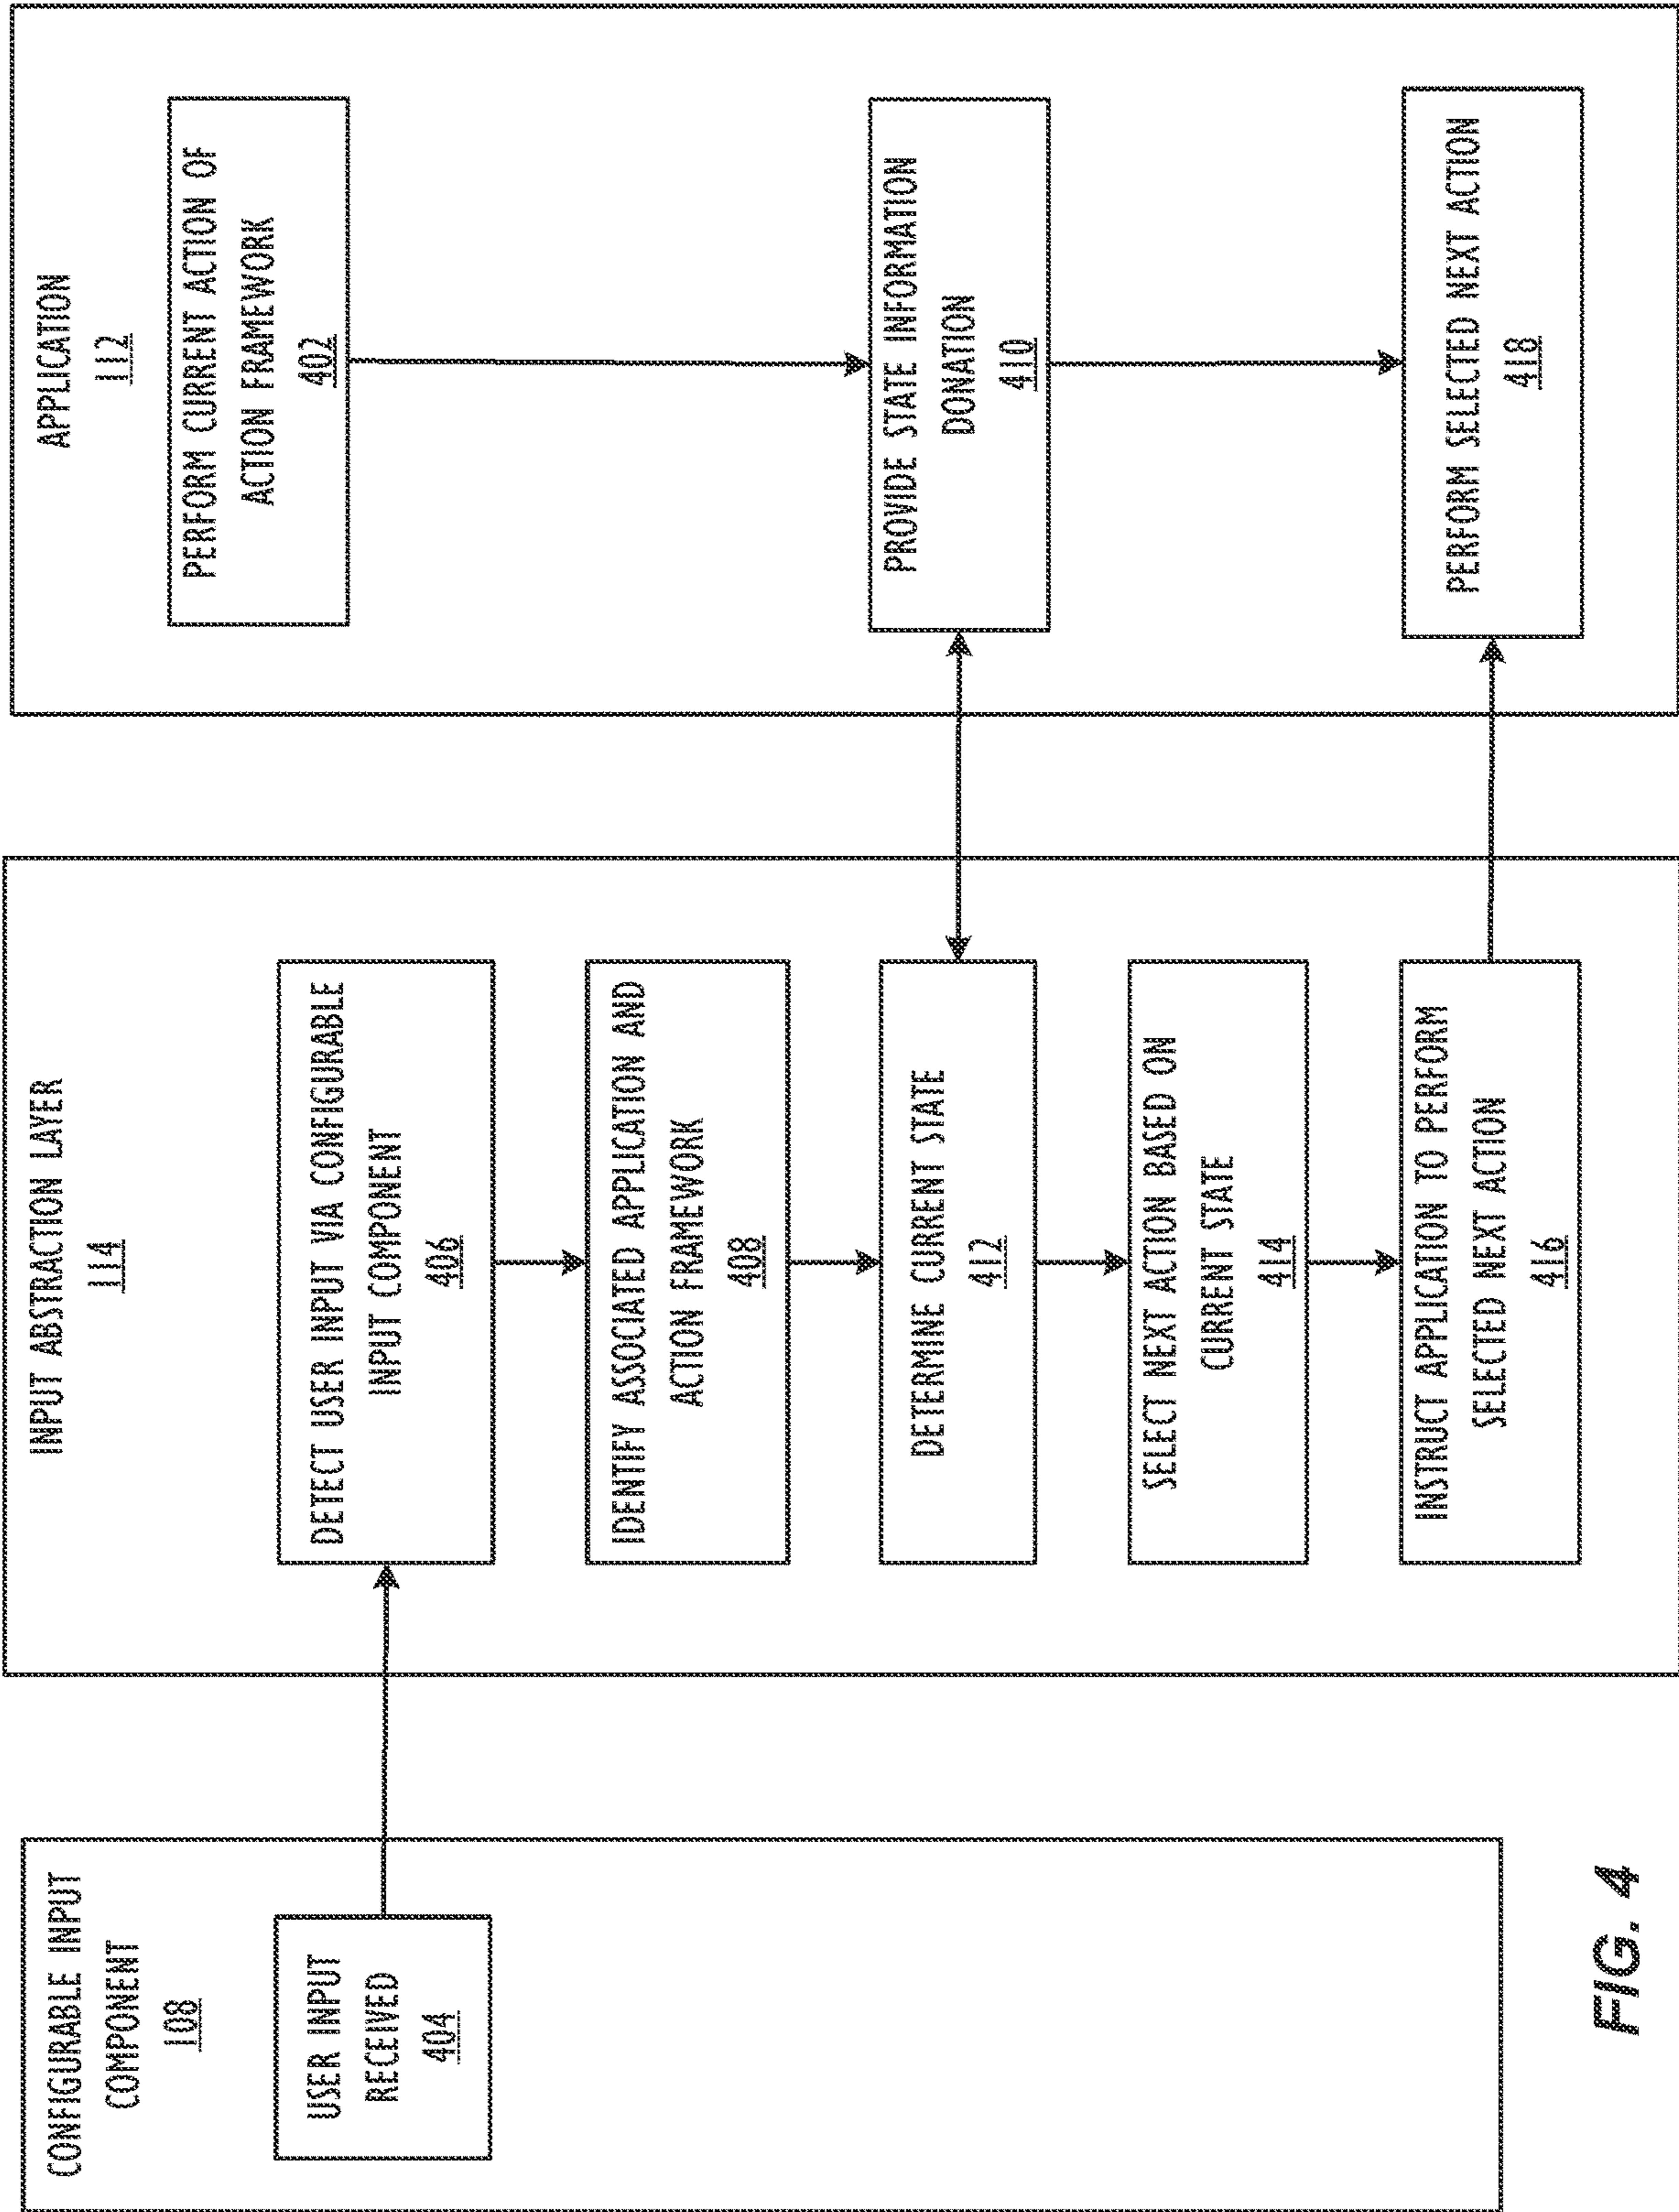 CONFIGURABLE INPUT
COMPONENT
108
USER INPUT
RECEIVED
404
INPUT ABSTRACTION LAYER
114
DETECT USER INPUT VIA CONFIGURABLE
INPUT COMPONENT
406
IDENTIFY ASSOCIATED APPLICATION AND
ACTION FRAMEWORK
408
DETERMINE CURRENT STATE
412
SELECT NEXT ACTION BASED ON
CURRENT STATE
414
INSTRUCT APPLICATION TO PERFORM
SELECTED NEXT ACTION
416
APPLICATION
112
PERFORM CURRENT ACTION OF
ACTION FRAMEWORK
402
PROVIDE STATE INFORMATION
DONATION
410
PERFORM SELECTED NEXT ACTION
418
FIG. 4